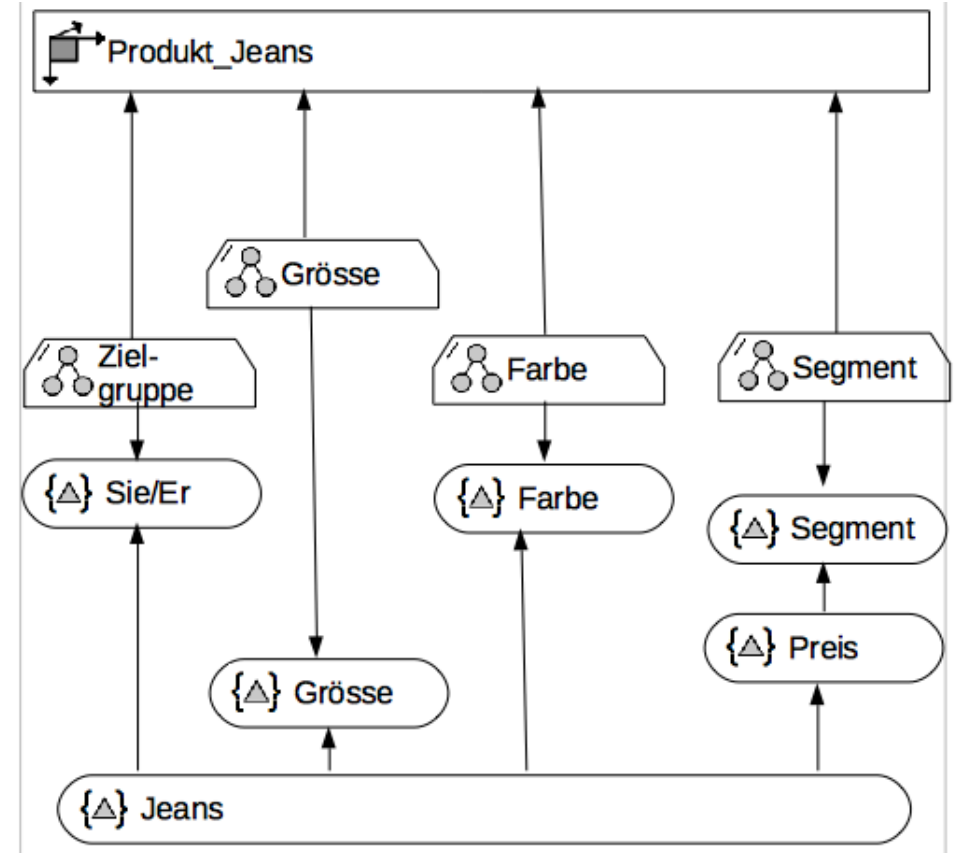 Produkt_Jeans
Grösse
Ziel-
gruppe
Farbe
Segment
{△} Sie/Er
{△} Farbe
{△} Segment
{△} Preis
{△} Grösse
{△} Jeans